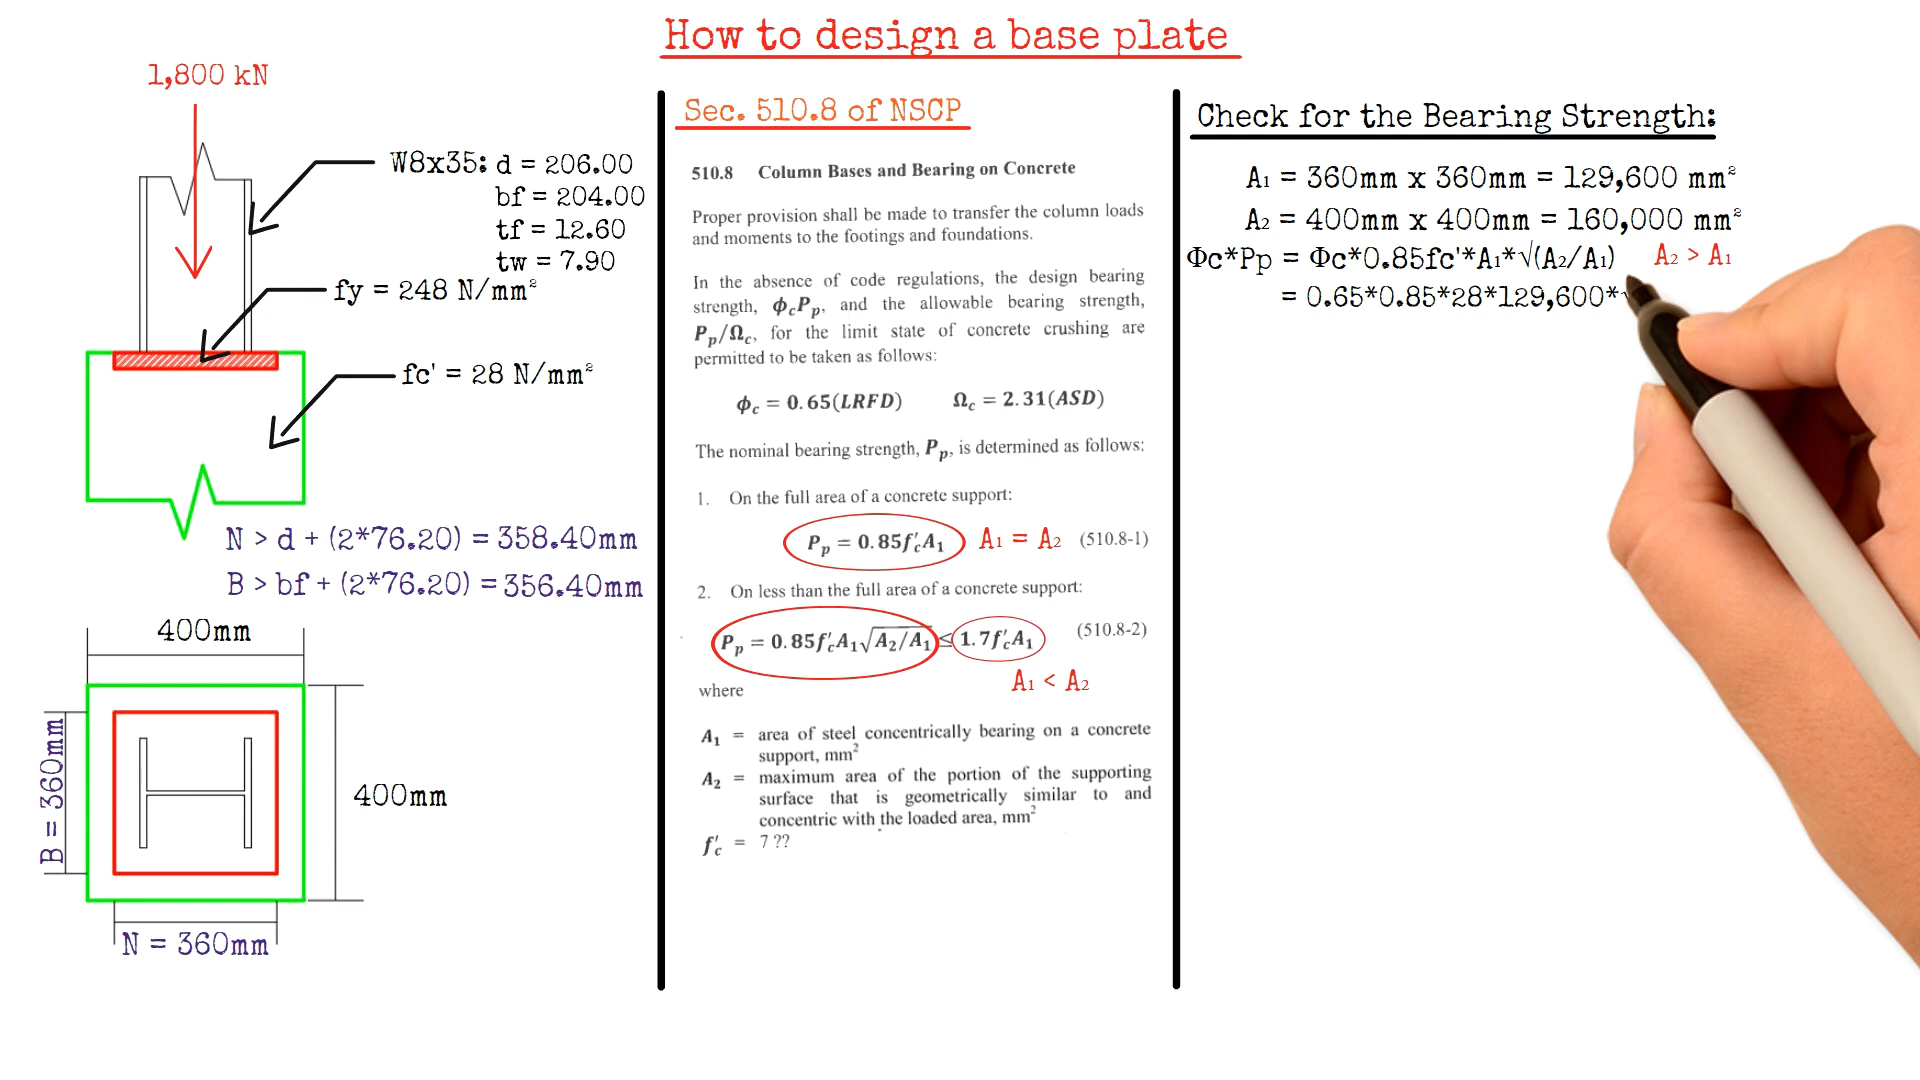 How to design a base plate
1,800 kN
W8x35: d = 206.00
bf = 204.00
tf = 12.60
tw = 7.90
fy = 248 N/mm²
fc' = 28 N/mm²
N > d + (2*76.20) = 358.40mm
B > bf + (2*76.20) = 356.40mm
400mm
400mm
B = 360mm
N = 360mm
Sec. 510.8 of NSCP
510.8 Column Bases and Bearing on Concrete
Proper provision shall be made to transfer the column loads
and moments to the footings and foundations.
In the absence of code regulations, the design bearing
strength, ϕcPp, and the allowable bearing strength,
Pp/Ωc, for the limit state of concrete crushing are
permitted to be taken as follows:
ϕc = 0.65(LRFD) Ωc = 2.31(ASD)
The nominal bearing strength, Pp, is determined as follows:
1. On the full area of a concrete support:
Pp = 0.85f'cA1 A1 = A2 (510.8-1)
2. On less than the full area of a concrete support:
Pp = 0.85f'cA1√A2/A1 ≤ 1.7f'cA1 (510.8-2)
A1 < A2
where
A1 = area of steel concentrically bearing on a concrete
support, mm²
A2 = maximum area of the portion of the supporting
surface that is geometrically similar to and
concentric with the loaded area, mm²
f'c = 7 ??
Check for the Bearing Strength:
A1 = 360mm x 360mm = 129,600 mm²
A2 = 400mm x 400mm = 160,000 mm²
Φc*Pp = Φc*0.85fc'*A1*√(A2/A1) A2 > A1
= 0.65*0.85*28*129,600*